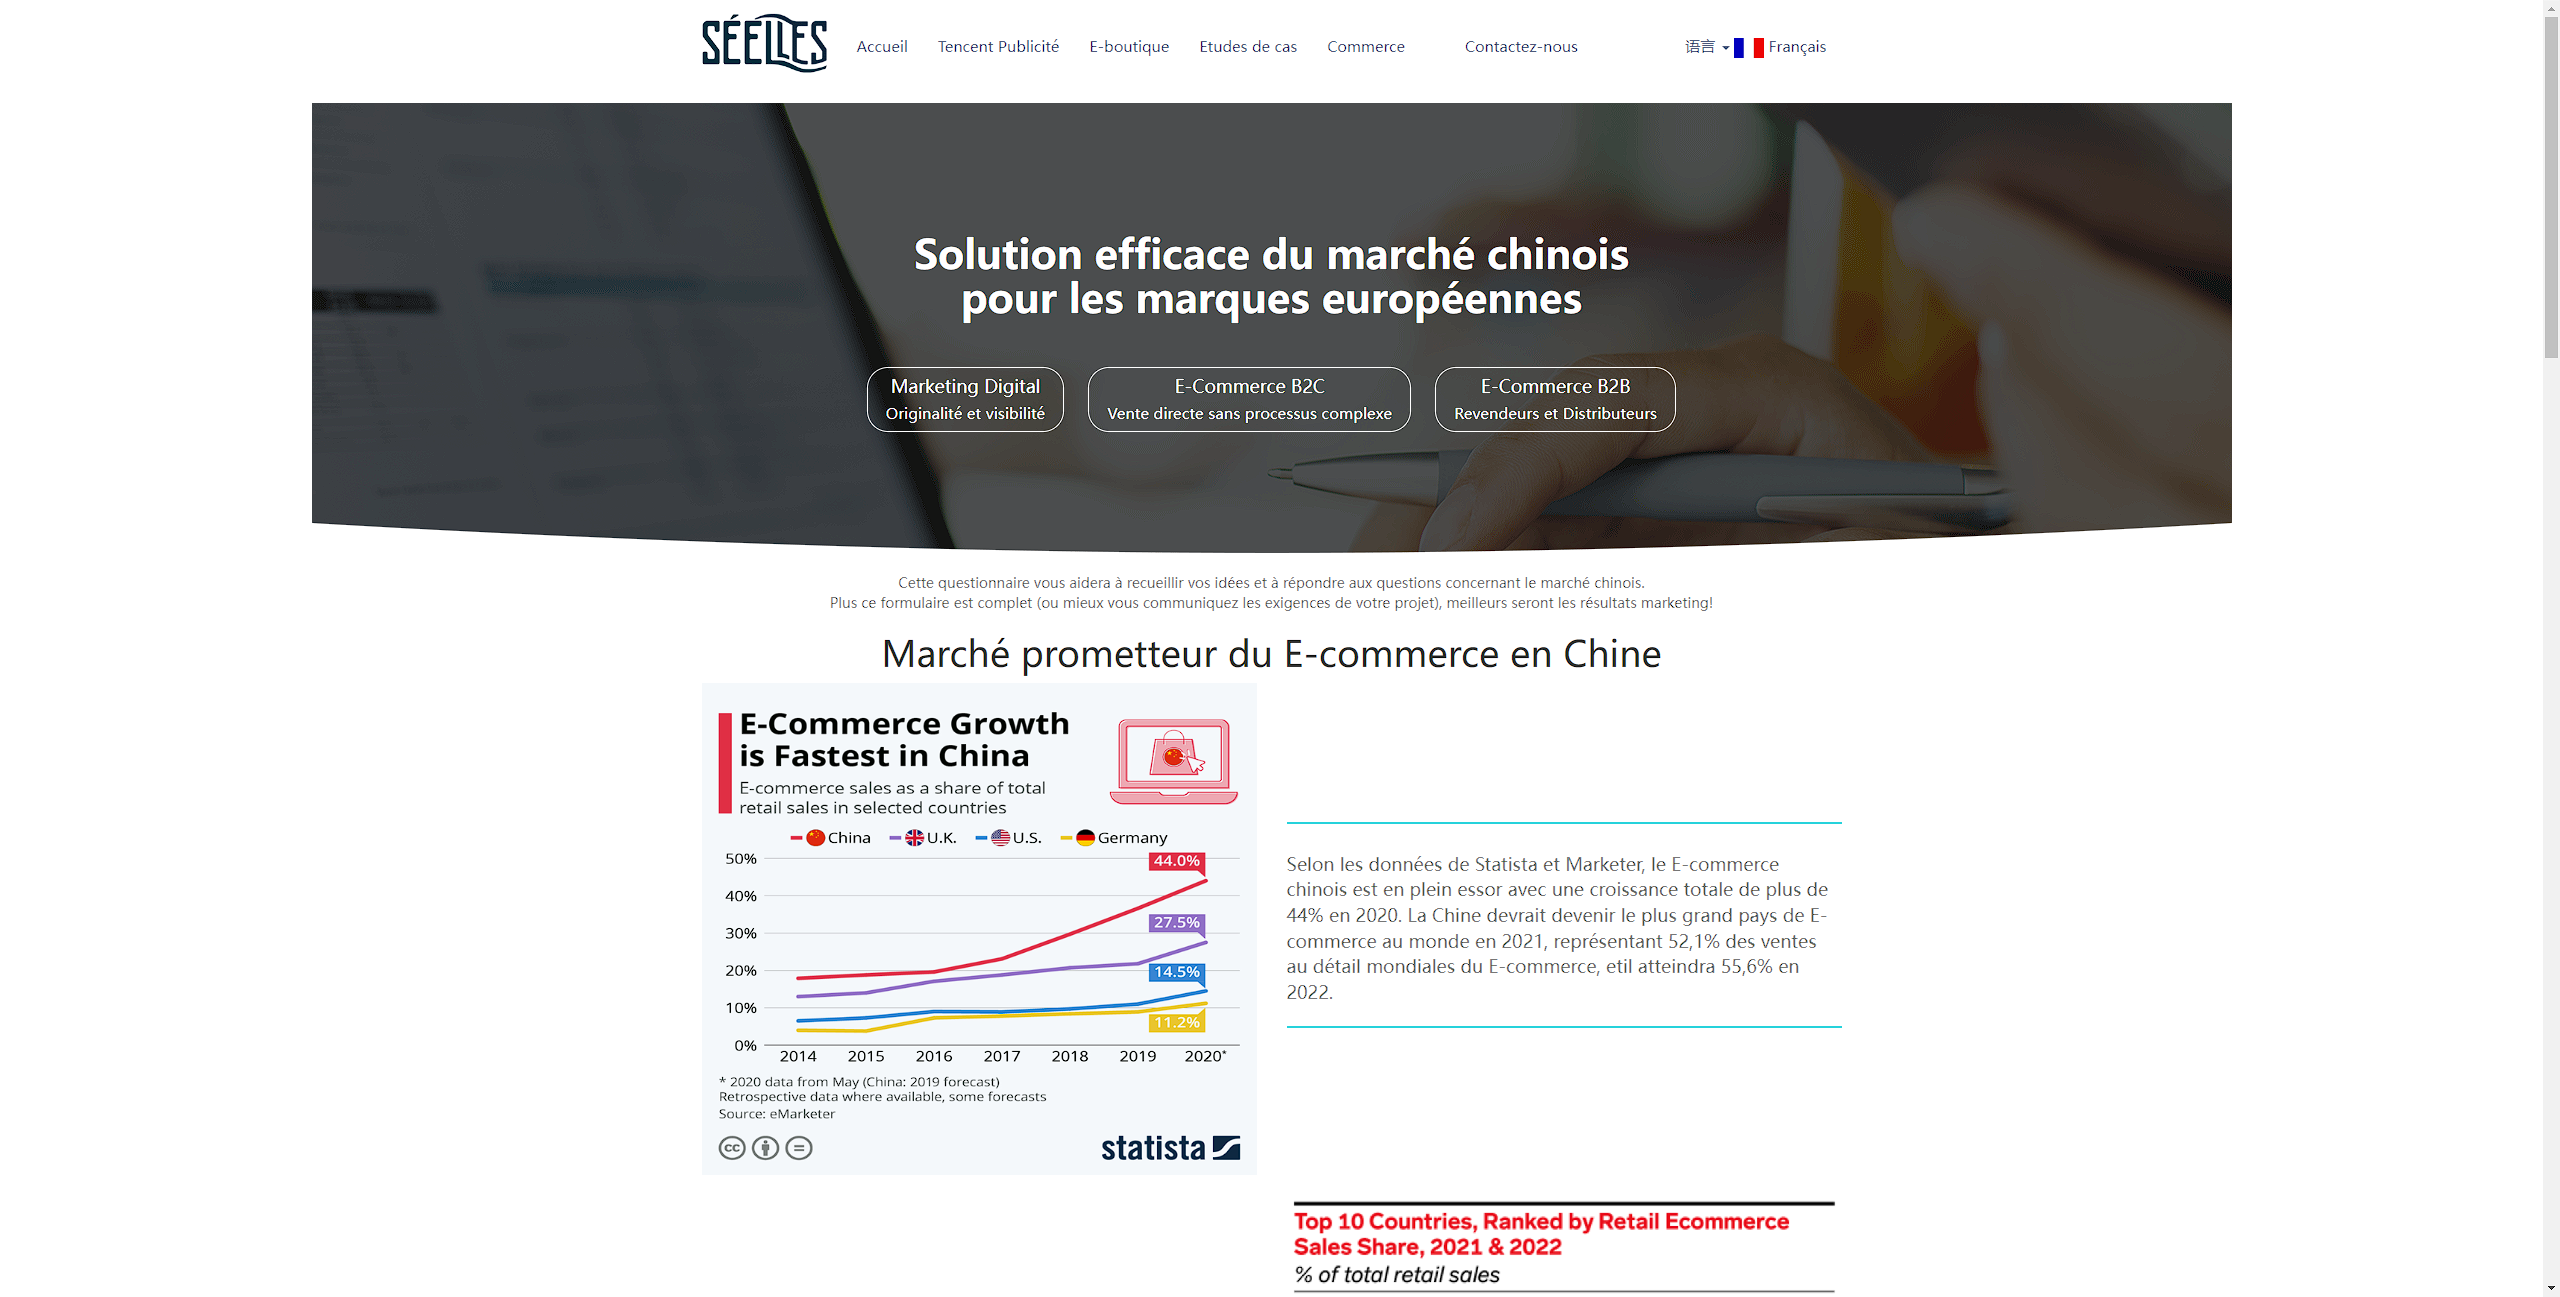 SÉELLES
Accueil
Tencent Publicité
E-boutique
Etudes de cas
Commerce
Contactez-nous
语言
Français
Solution efficace du marché chinois
pour les marques européennes
Marketing Digital
Originalité et visibilité
E-Commerce B2C
Vente directe sans processus complexe
E-Commerce B2B
Revendeurs et Distributeurs
Cette questionnaire vous aidera à recueillir vos idées et à répondre aux questions concernant le marché chinois.
Plus ce formulaire est complet (ou mieux vous communiquez les exigences de votre projet), meilleurs seront les résultats marketing!
Marché prometteur du E-commerce en Chine
E-Commerce Growth
is Fastest in China
E-commerce sales as a share of total
retail sales in selected countries
China U.K. U.S. Germany
50%
40%
30%
20%
10%
0%
44.0%
27.5%
14.5%
11.2%
2014 2015 2016 2017 2018 2019 2020*
* 2020 data from May (China: 2019 forecast)
Retrospective data where available, some forecasts
Source: eMarketer
cc
statista
Selon les données de Statista et Marketer, le E-commerce
chinois est en plein essor avec une croissance totale de plus de
44% en 2020. La Chine devrait devenir le plus grand pays de E-
commerce au monde en 2021, représentant 52,1% des ventes
au détail mondiales du E-commerce, etil atteindra 55,6% en
2022.
Top 10 Countries, Ranked by Retail Ecommerce
Sales Share, 2021 & 2022
% of total retail sales